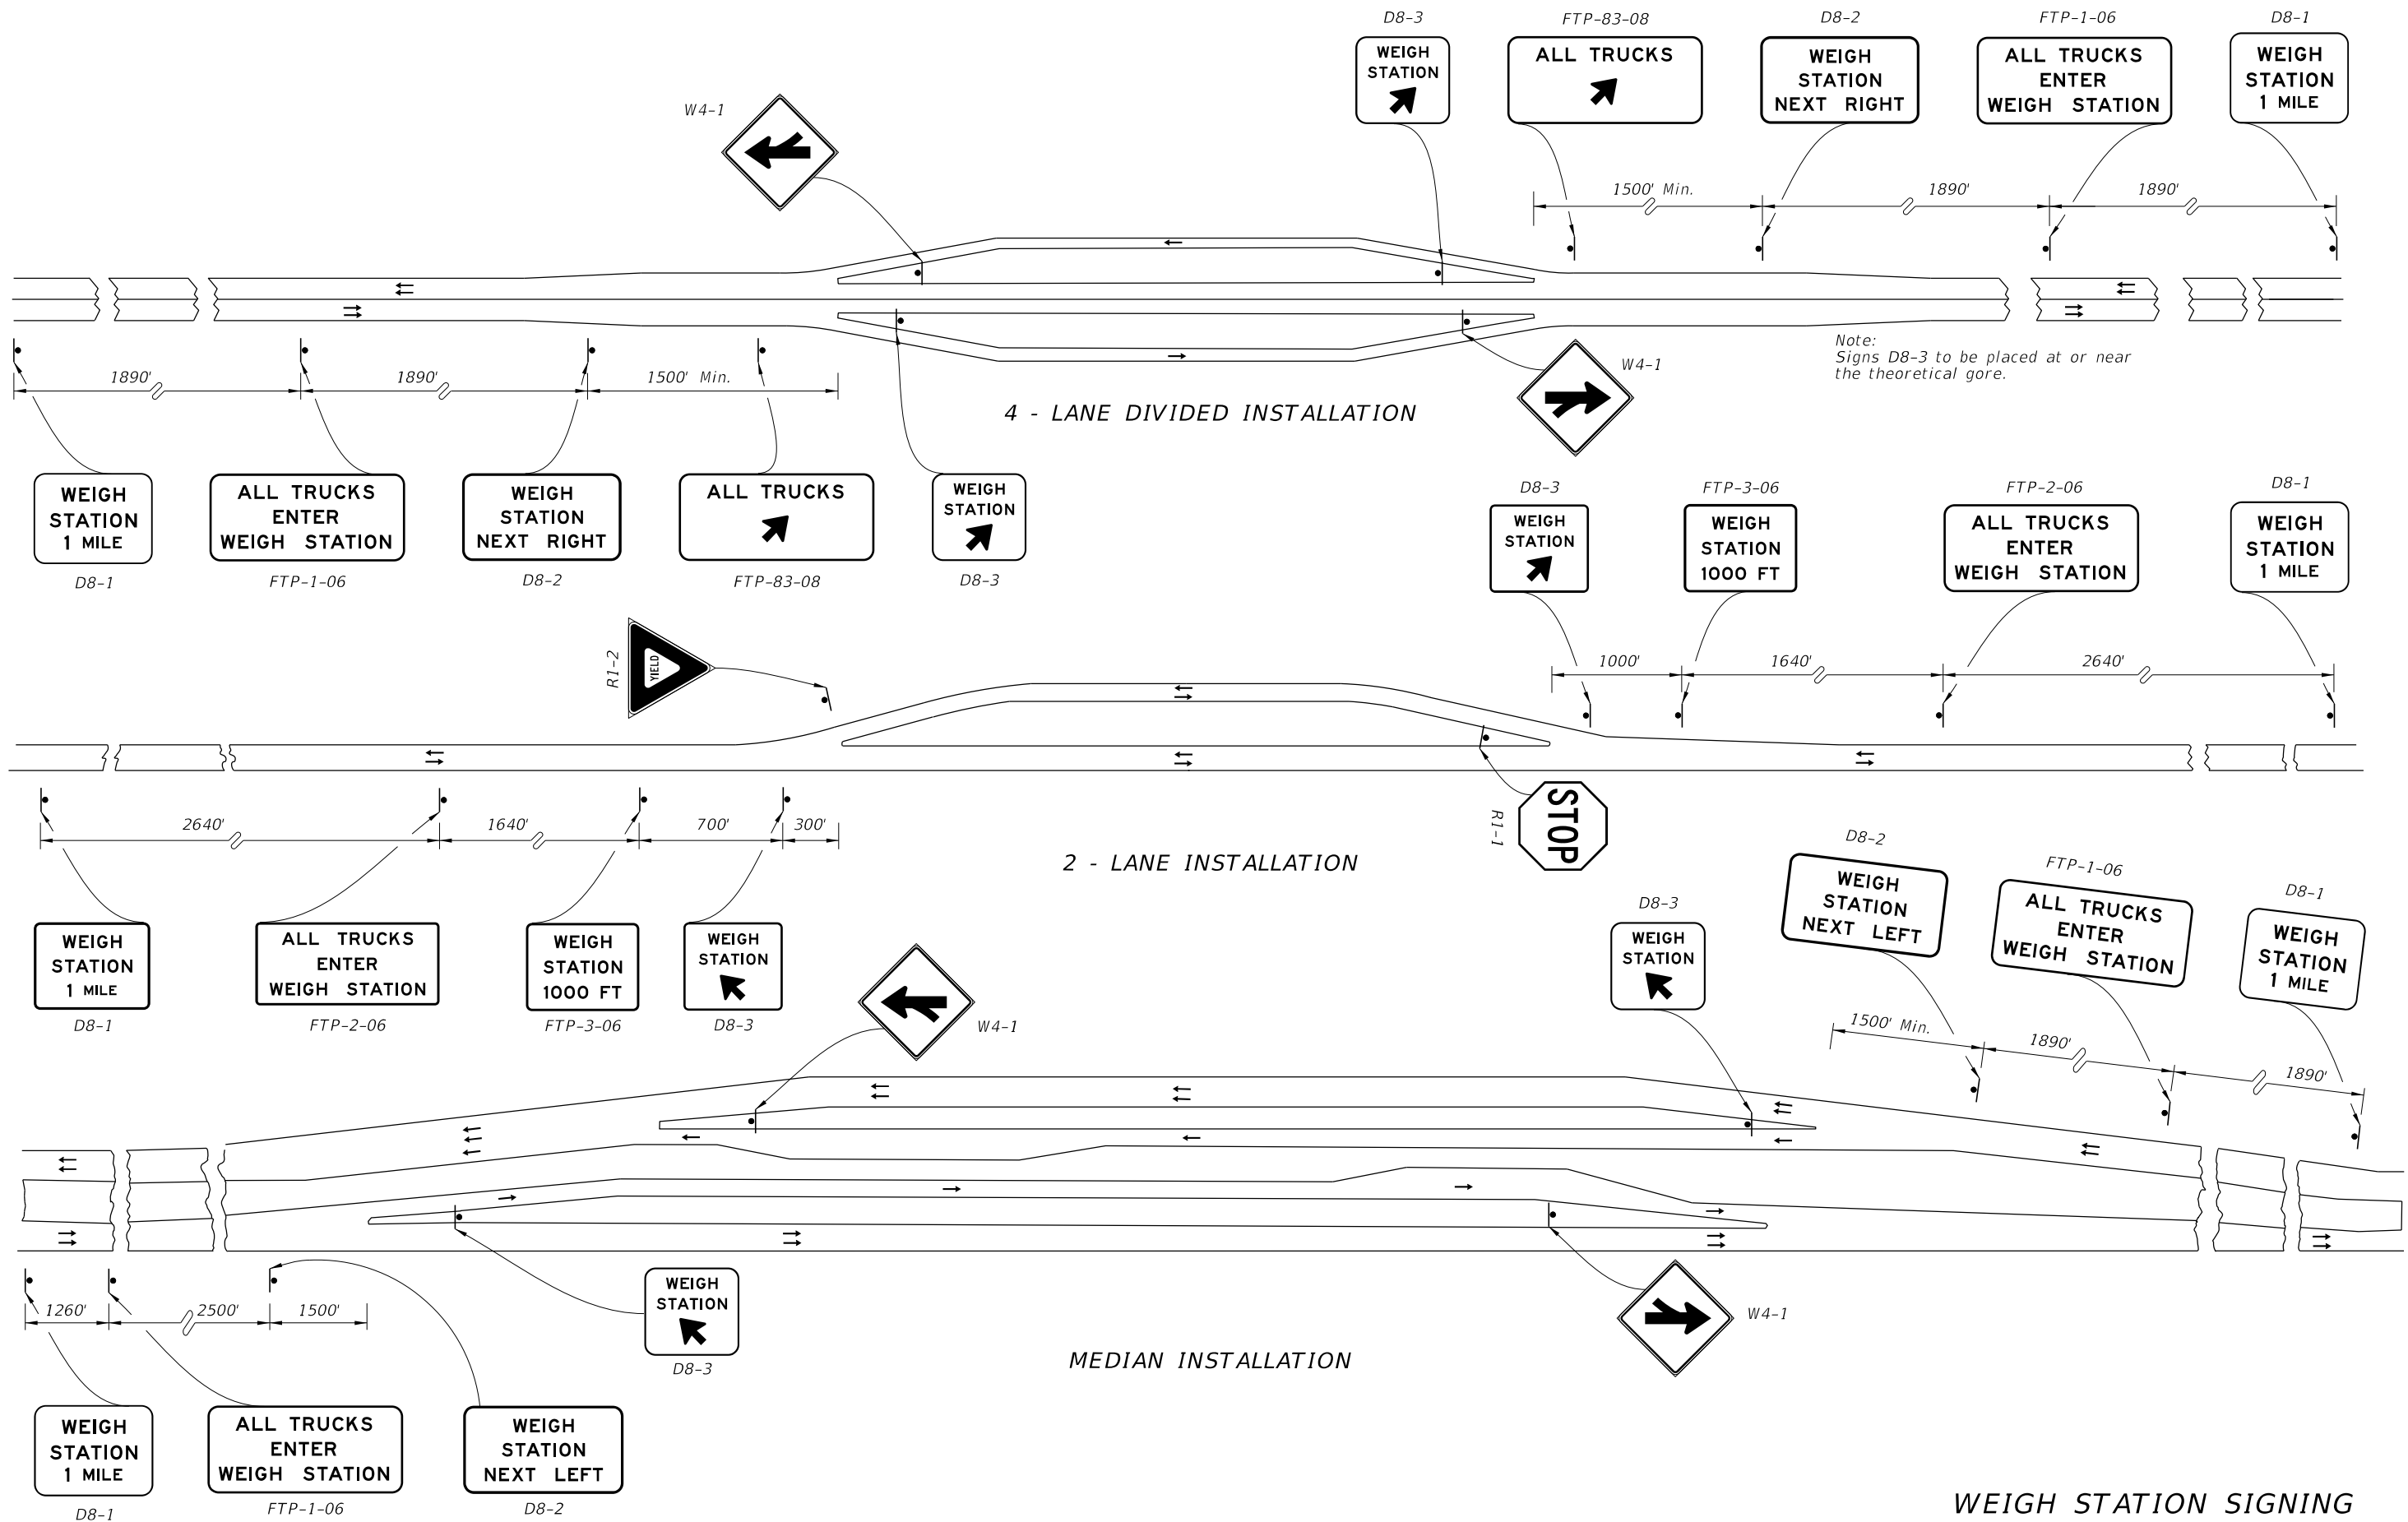 D8-3
WEIGH
STATION
FTP-83-08
ALL TRUCKS
D8-2
WEIGH
STATION
NEXT RIGHT
FTP-1-06
ALL TRUCKS
ENTER
WEIGH STATION
D8-1
WEIGH
STATION
1 MILE
W4-1
1500' Min.
1890'
1890'
Note:
Signs D8-3 to be placed at or near
the theoretical gore.
1890'
1890'
1500' Min.
W4-1
4 - LANE DIVIDED INSTALLATION
WEIGH
STATION
1 MILE
D8-1
ALL TRUCKS
ENTER
WEIGH STATION
FTP-1-06
WEIGH
STATION
NEXT RIGHT
D8-2
ALL TRUCKS
FTP-83-08
WEIGH
STATION
D8-3
D8-3
WEIGH
STATION
FTP-3-06
WEIGH
STATION
1000 FT
FTP-2-06
ALL TRUCKS
ENTER
WEIGH STATION
D8-1
WEIGH
STATION
1 MILE
R1-2
YIELD
1000'
1640'
2640'
2640'
1640'
700'
300'
R1-1
STOP
2 - LANE INSTALLATION
WEIGH
STATION
1 MILE
D8-1
ALL TRUCKS
ENTER
WEIGH STATION
FTP-2-06
WEIGH
STATION
1000 FT
FTP-3-06
WEIGH
STATION
D8-3
W4-1
D8-3
WEIGH
STATION
D8-2
WEIGH
STATION
NEXT LEFT
FTP-1-06
ALL TRUCKS
ENTER
WEIGH STATION
D8-1
WEIGH
STATION
1 MILE
1500' Min.
1890'
1890'
1260'
2500'
1500'
WEIGH
STATION
D8-3
W4-1
MEDIAN INSTALLATION
WEIGH
STATION
1 MILE
D8-1
ALL TRUCKS
ENTER
WEIGH STATION
FTP-1-06
WEIGH
STATION
NEXT LEFT
D8-2
WEIGH STATION SIGNING